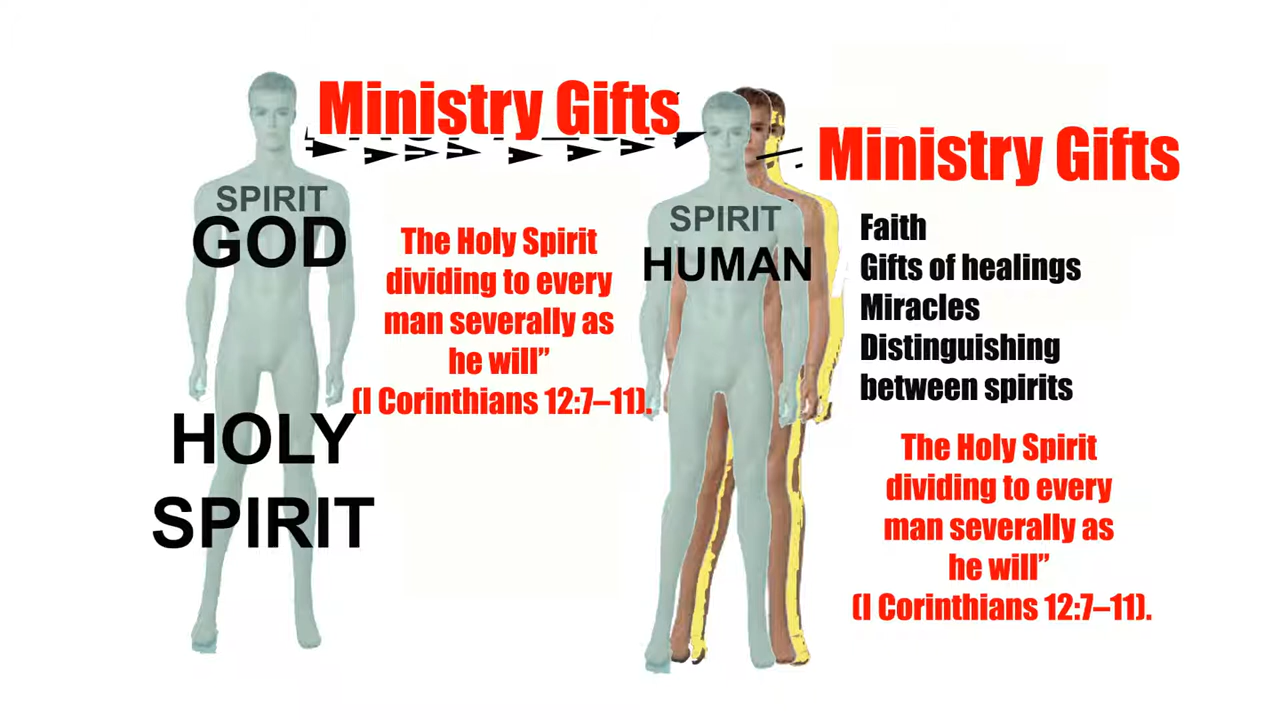 Ministry Gifts
SPIRIT
GOD
The Holy Spirit
dividing to every
man severally as
he will”
(I Corinthians 12:7–11).
HOLY
SPIRIT
SPIRIT
HUMAN
Ministry Gifts
Faith
Gifts of healings
Miracles
Distinguishing
between spirits
The Holy Spirit
dividing to every
man severally as
he will”
(I Corinthians 12:7–11).